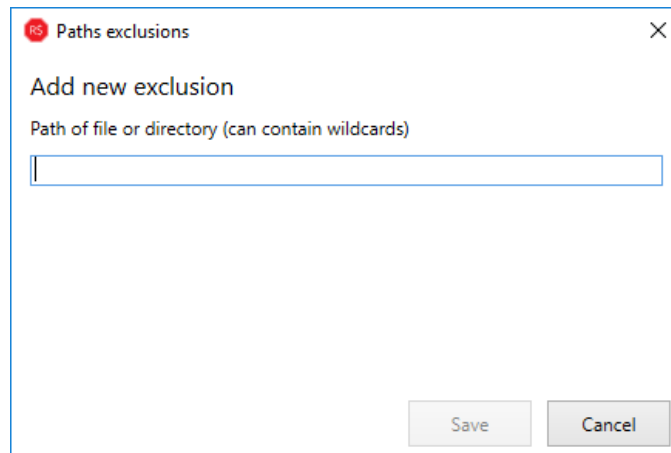 RS Paths exclusions
Add new exclusion
Path of file or directory (can contain wildcards)
Save Cancel